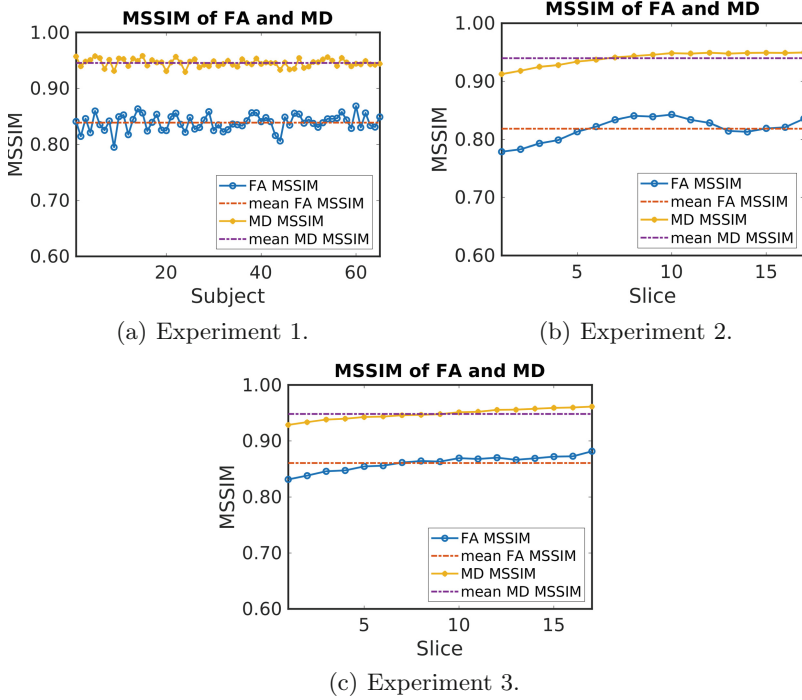 MSSIM of FA and MD
MSSIM
1.00
0.90
0.80
0.70
0.60
FA MSSIM
mean FA MSSIM
MD MSSIM
mean MD MSSIM
20
40
60
Subject
(a) Experiment 1.
MSSIM of FA and MD
MSSIM
1.00
0.90
0.80
0.70
0.60
FA MSSIM
mean FA MSSIM
MD MSSIM
mean MD MSSIM
5
10
15
Slice
(b) Experiment 2.
MSSIM of FA and MD
MSSIM
1.00
0.90
0.80
0.70
0.60
FA MSSIM
mean FA MSSIM
MD MSSIM
mean MD MSSIM
5
10
15
Slice
(c) Experiment 3.